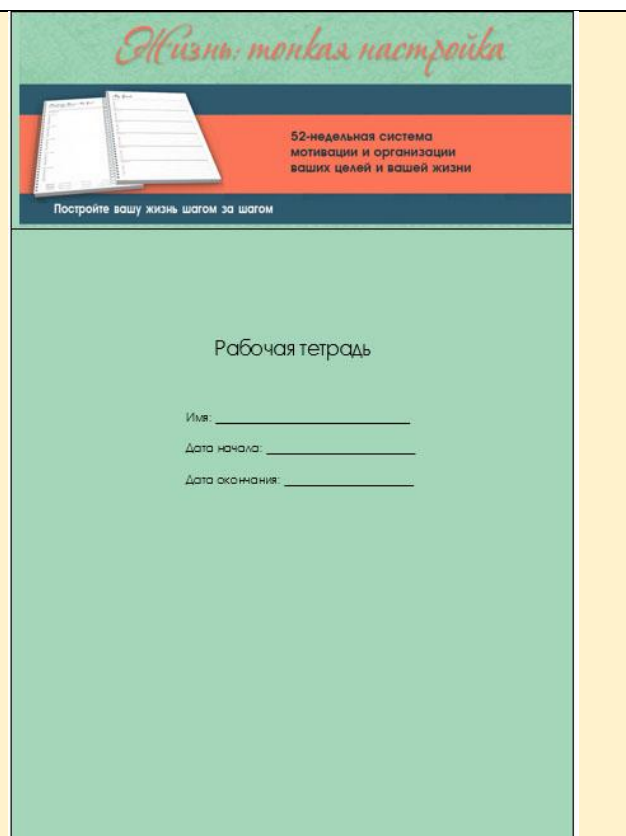 Жизнь: тонкая настройка
52-недельная система
мотивации и организации
ваших целей и вашей жизни
Постройте вашу жизнь шагом за шагом
Рабочая тетрадь
Имя:
Дата начала:
Дата окончания: